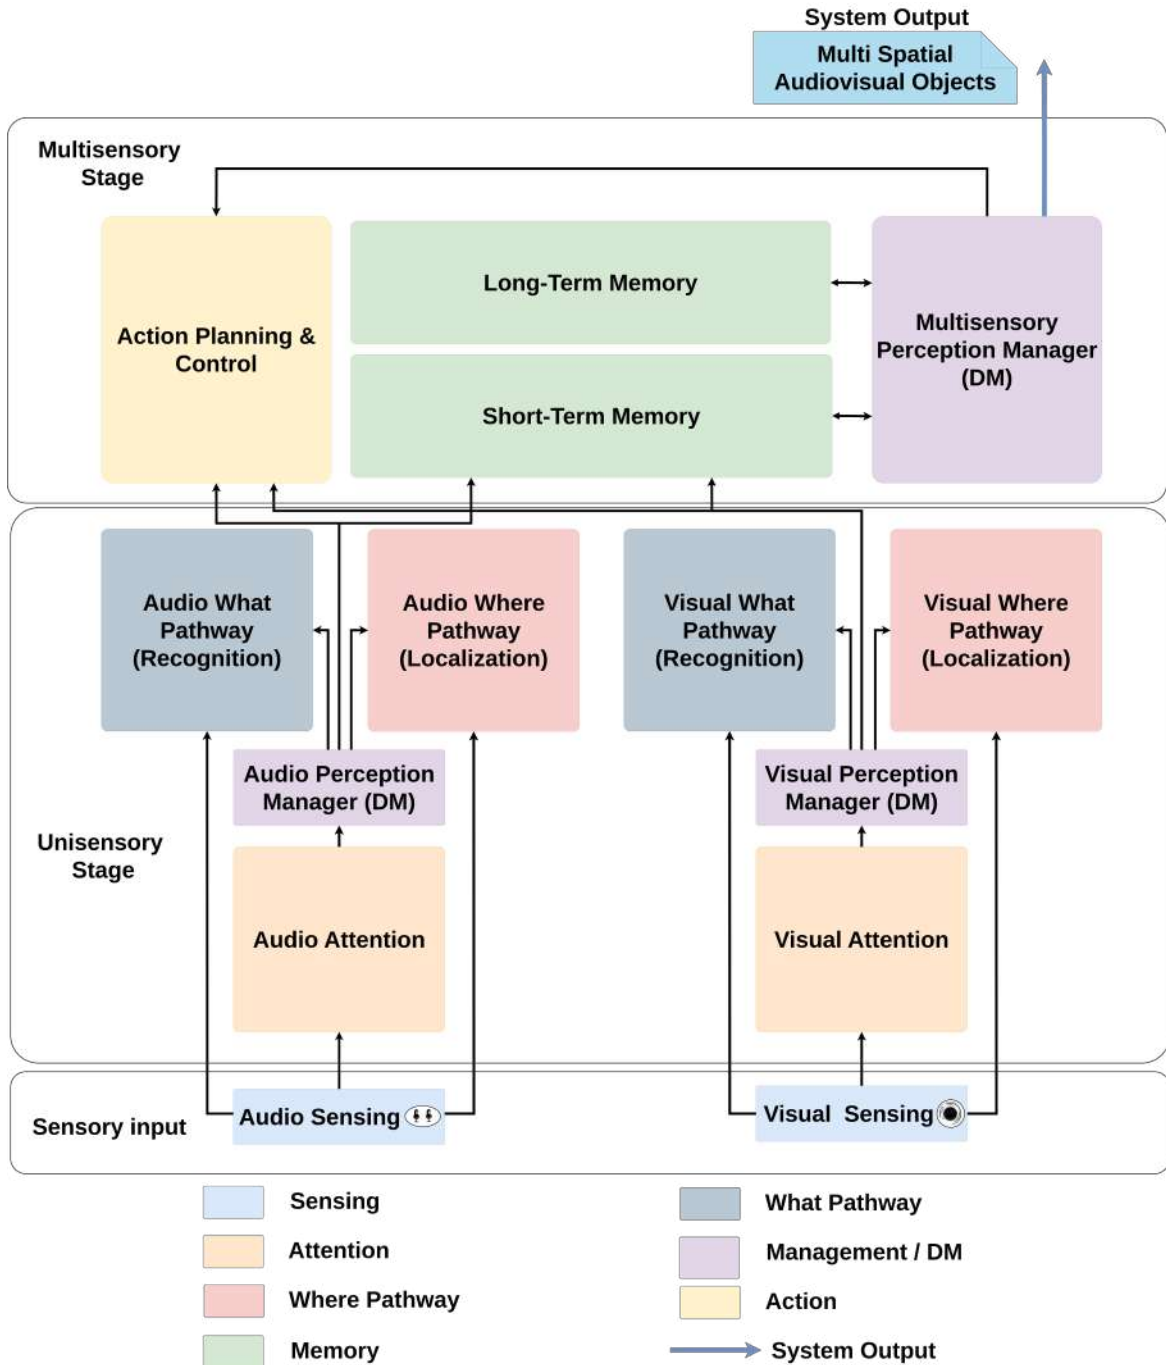 System Output
Multi Spatial
Audiovisual Objects
Multisensory
Stage
Action Planning &
Control
Long-Term Memory
Short-Term Memory
Multisensory
Perception Manager
(DM)
Audio What
Pathway
(Recognition)
Audio Where
Pathway
(Localization)
Visual What
Pathway
(Recognition)
Visual Where
Pathway
(Localization)
Audio Perception
Manager (DM)
Visual Perception
Manager (DM)
Unisensory
Stage
Audio Attention
Visual Attention
Sensory input
Audio Sensing
Visual Sensing
Sensing
Attention
Where Pathway
Memory
What Pathway
Management / DM
Action
System Output